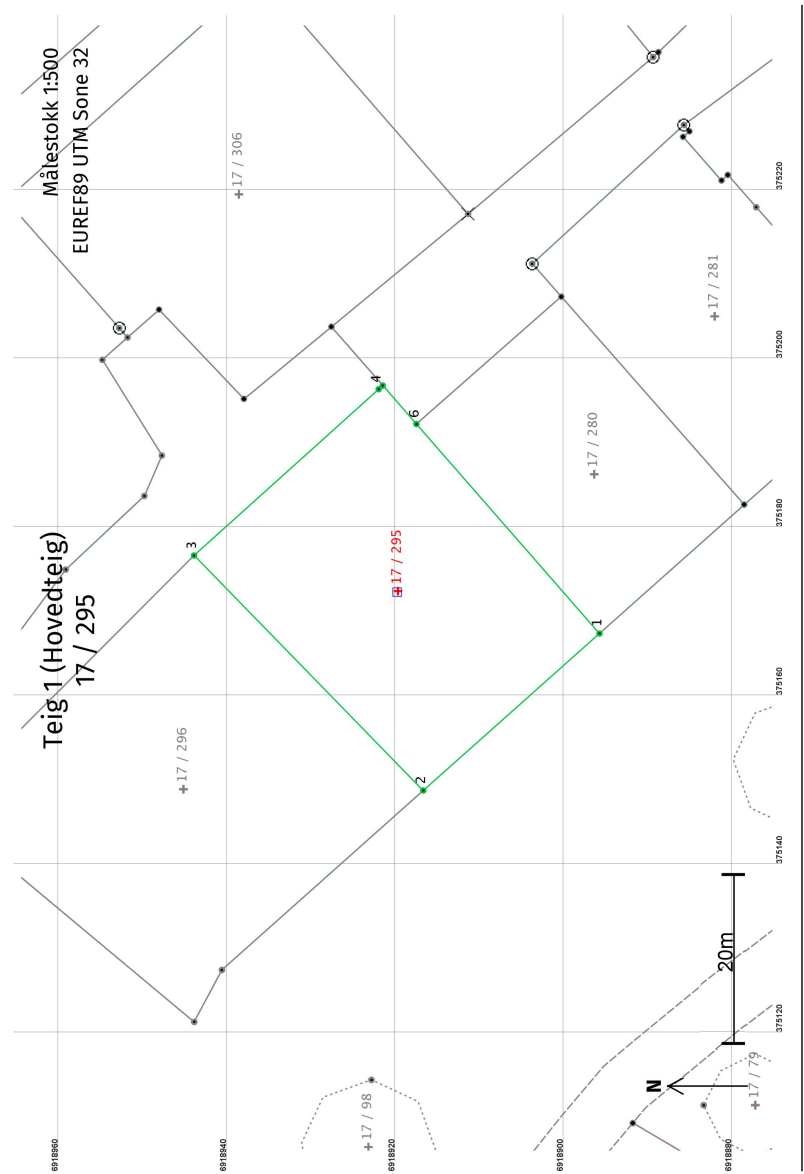 Teig 1 (Hovedteig)
17 / 295
Målestokk 1:500
EUREF89 UTM Sone 32
17 / 306
17 / 296
17 / 295
17 / 280
17 / 281
17 / 98
17 / 79
1
2
3
4
6
20m
N
6918960
6918940
6918920
6918900
6918880
375120
375140
375160
375180
375200
375220